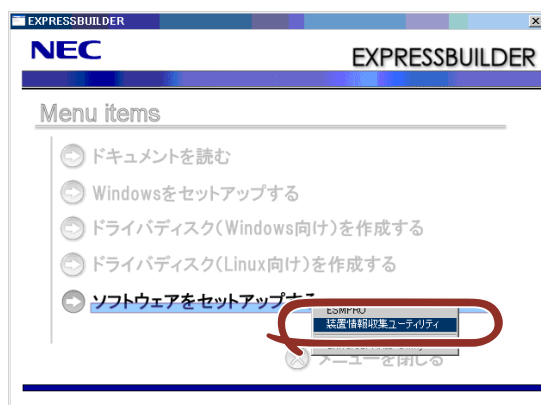 EXPRESSBUILDER
NEC
EXPRESSBUILDER
Menu items
ドキュメントを読む
Windowsをセットアップする
ドライバディスク(Windows向け)を作成する
ドライバディスク(Linux向け)を作成する
ソフトウェアをセットアップする
ESMPRO
装置情報収集ユーティリティ
メニューを閉じる